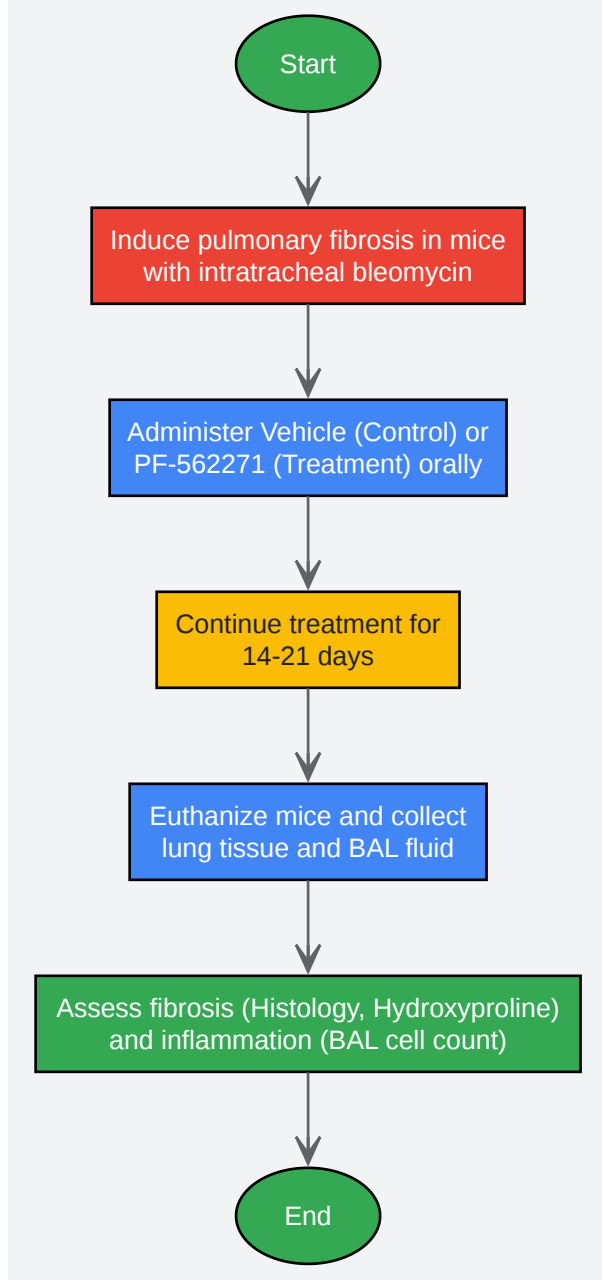 Start
Induce pulmonary fibrosis in mice
with intratracheal bleomycin
Administer Vehicle (Control) or
PF-562271 (Treatment) orally
Continue treatment for
14-21 days
Euthanize mice and collect
lung tissue and BAL fluid
Assess fibrosis (Histology, Hydroxyproline)
and inflammation (BAL cell count)
End